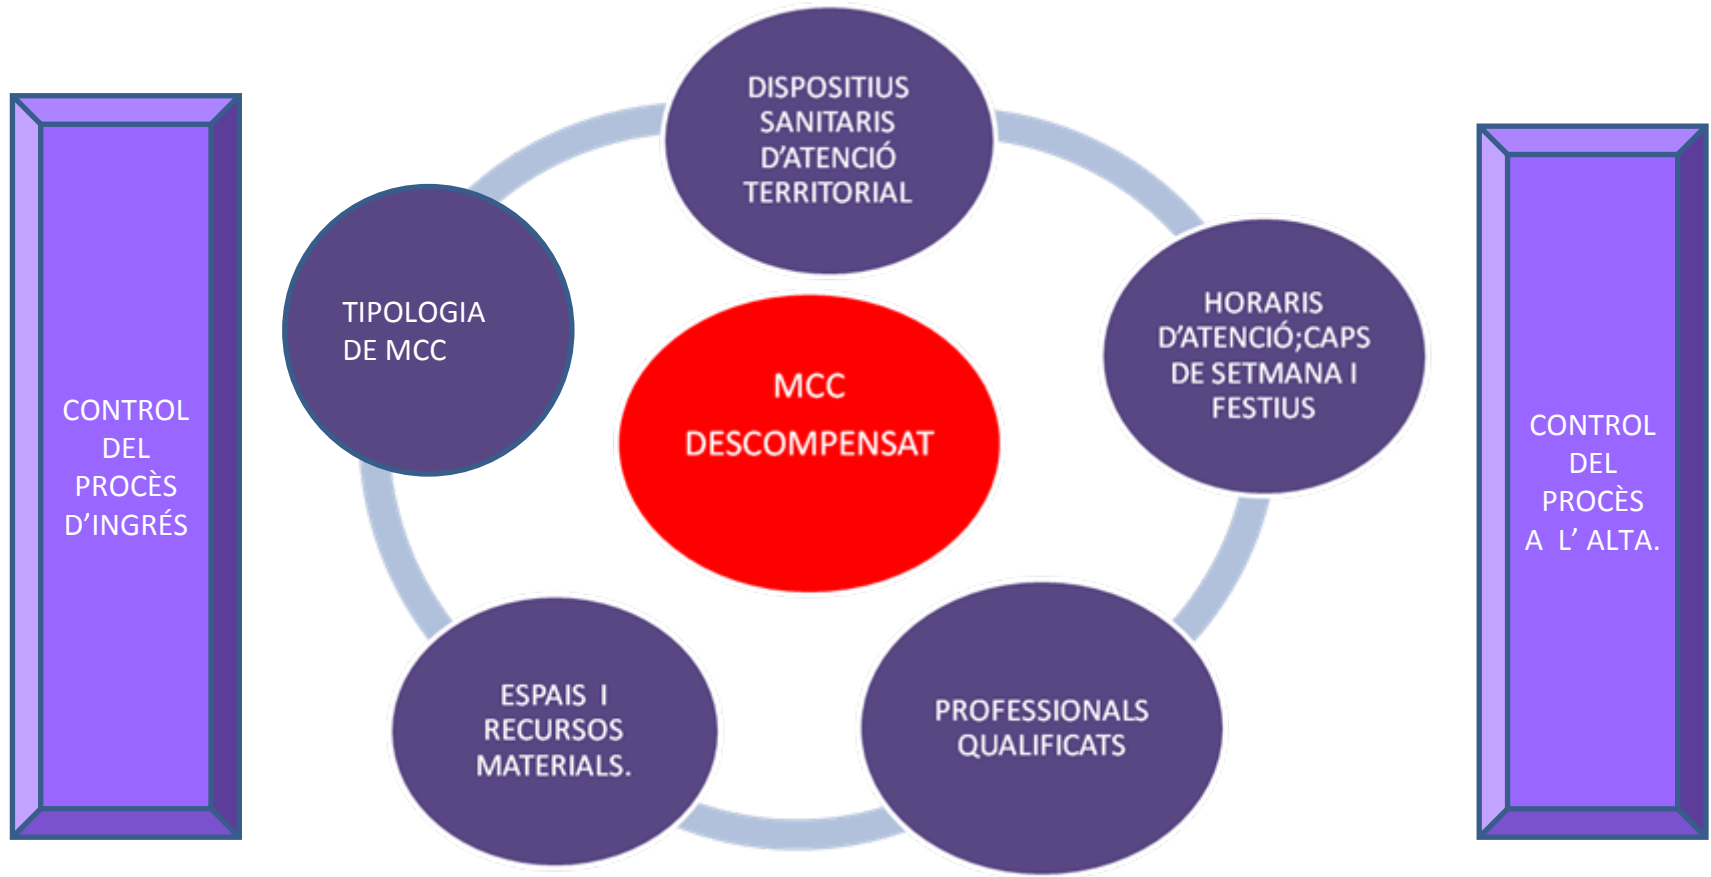 CONTROL
DEL
PROCÈS
D'INGRÉS
TIPOLOGIA
DE MCC
DISPOSITIUS
SANITARIS
D'ATENCIÓ
TERRITORIAL
HORARIS
D'ATENCIÓ;CAPS
DE SETMANA I
FESTIUS
MCC
DESCOMPENSAT
ESPAIS I
RECURSOS
MATERIALS.
PROFESSIONALS
QUALIFICATS
CONTROL
DEL
PROCÈS
A L' ALTA.